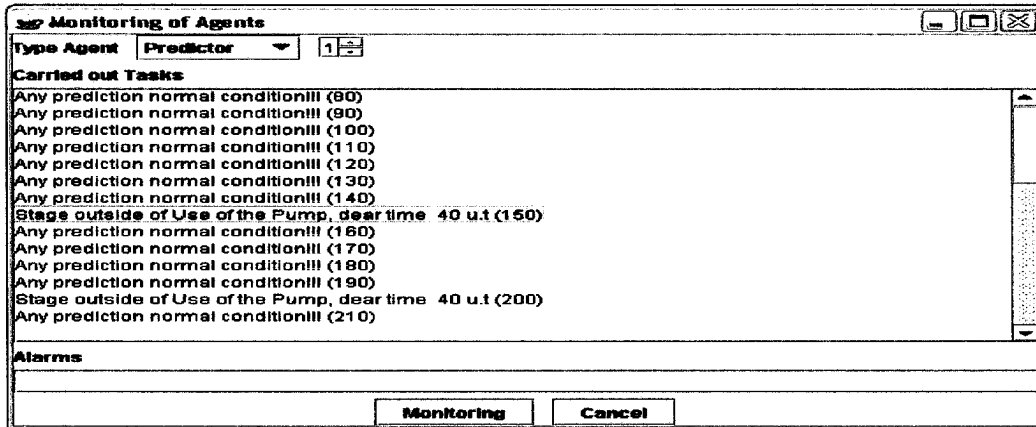 Monitoring of Agents
Type Agent Predictor 1
Carried out Tasks
Any prediction normal condition!!! (80)
Any prediction normal condition!!! (90)
Any prediction normal condition!!! (100)
Any prediction normal condition!!! (110)
Any prediction normal condition!!! (120)
Any prediction normal condition!!! (130)
Any prediction normal condition!!! (140)
Stage outside of Use of the Pump, dear time 40 u.t (150)
Any prediction normal condition!!! (160)
Any prediction normal condition!!! (170)
Any prediction normal condition!!! (180)
Any prediction normal condition!!! (190)
Stage outside of Use of the Pump, dear time 40 u.t (200)
Any prediction normal condition!!! (210)
Alarms
Monitoring Cancel